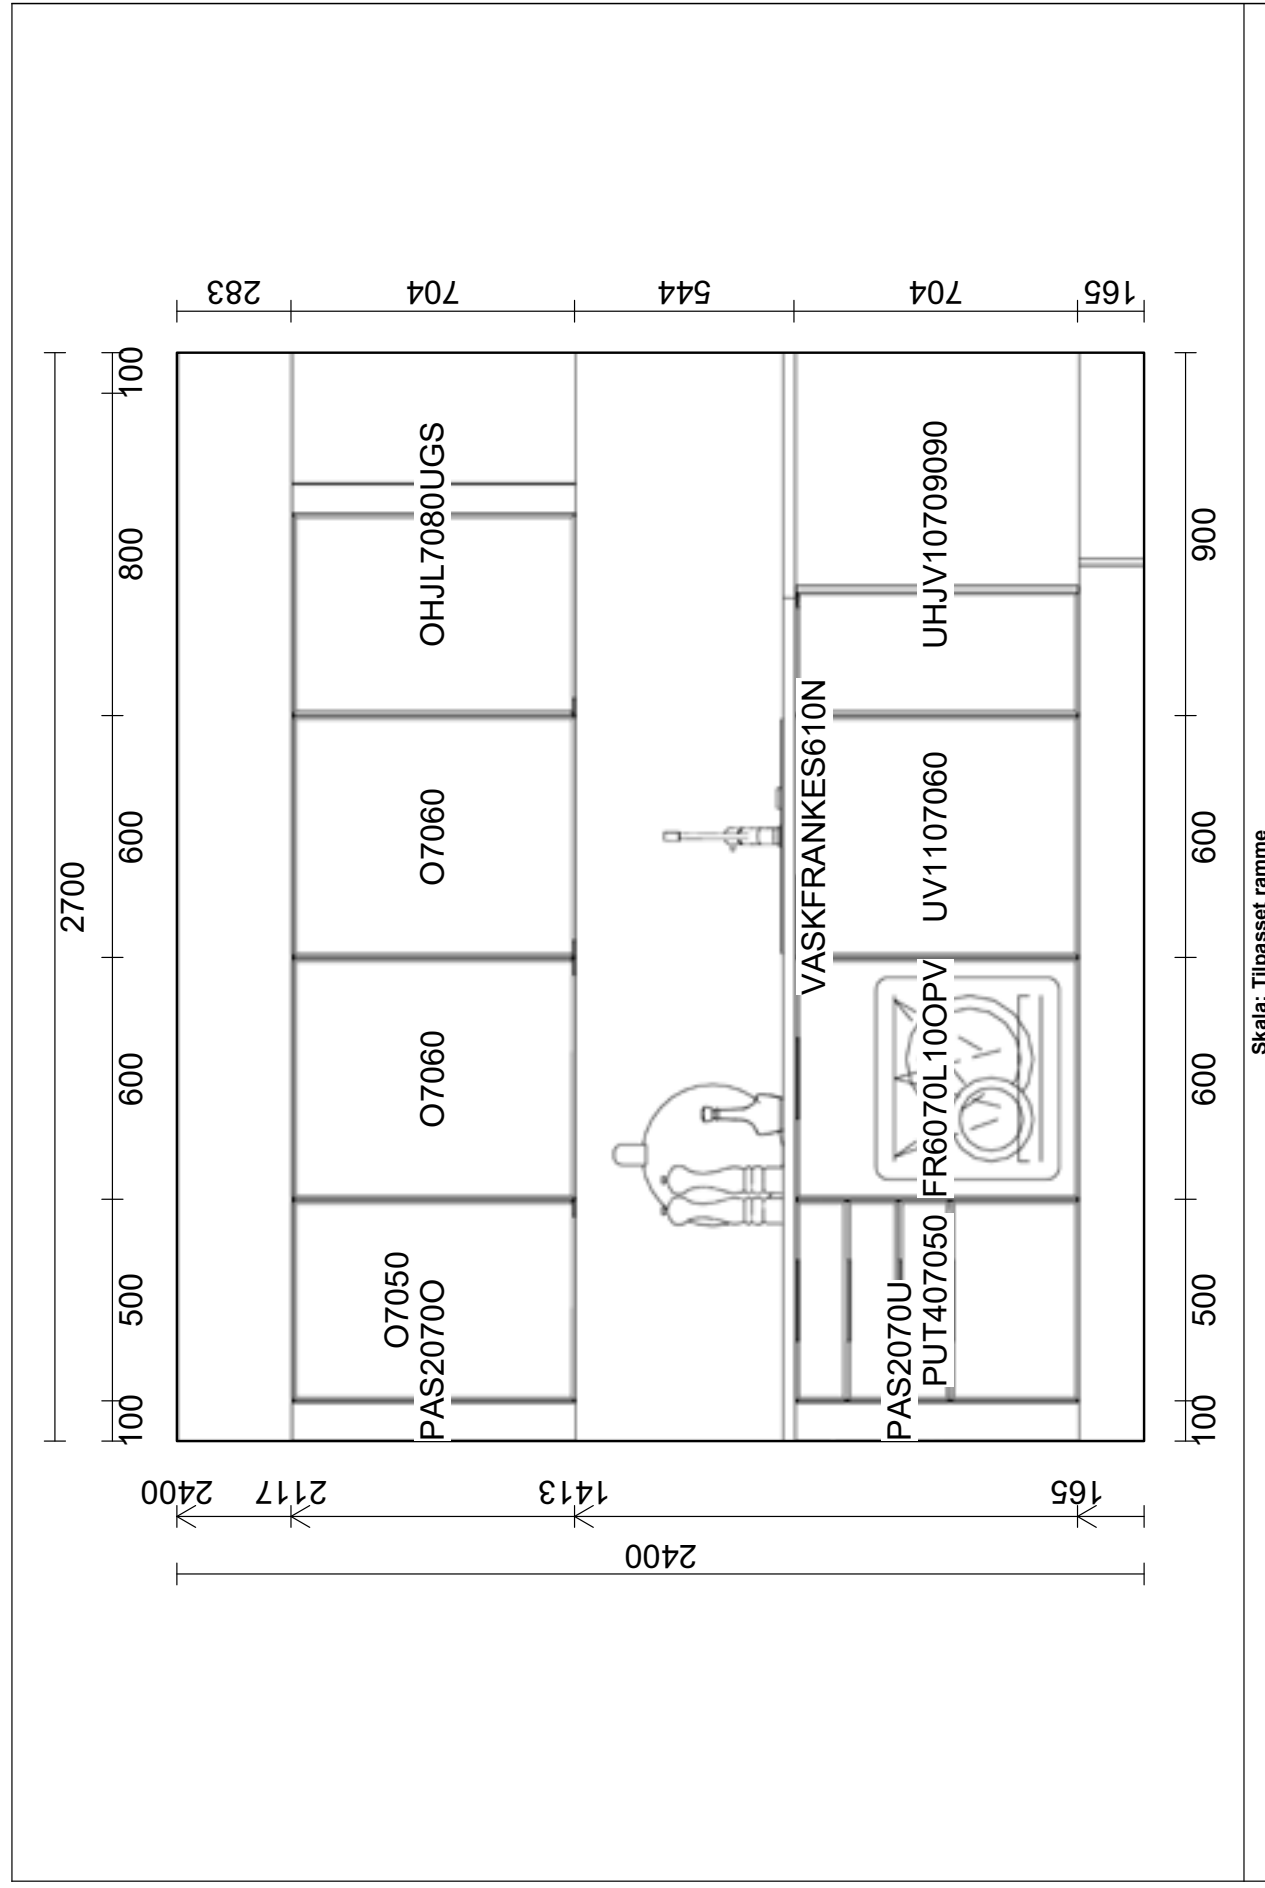 2700
100 500 600 600 800 100
2400
2400
2117
1413
165
283
704
544
704
165
O7050
PAS2070O
O7060
O7060
OHJL7080UGS
VASKFRANKES610N
PAS2070U
PUT407050
FR6070L10OPV
UV1107060
UHJV10709090
100 500 600 600 900
Skala: Tilpasset ramme